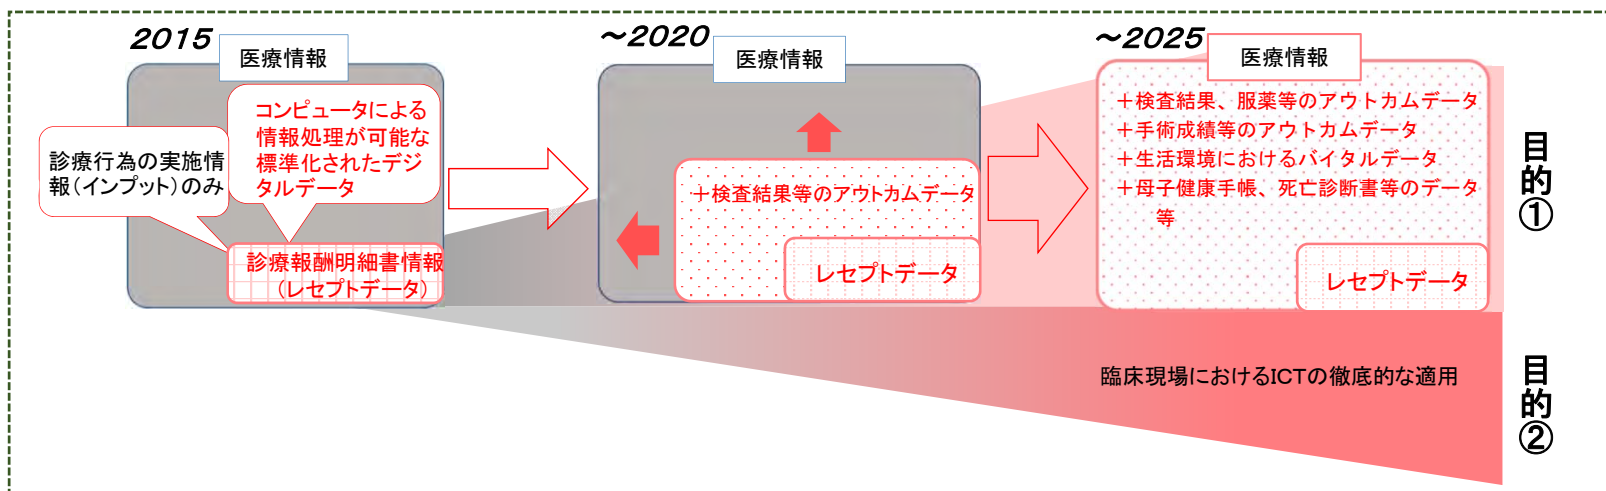 2015
医療情報
コンピュータによる
情報処理が可能な
標準化されたデジ
タルデータ
診療行為の実施情
報(インプット)のみ
診療報酬明細書情報
(レセプトデータ)
～2020
医療情報
＋検査結果等のアウトカムデータ
レセプトデータ
～2025
医療情報
＋検査結果、服薬等のアウトカムデータ
＋手術成績等のアウトカムデータ
＋生活環境におけるバイタルデータ
＋母子健康手帳、死亡診断書等のデータ
等
レセプトデータ
目的①
臨床現場におけるICTの徹底的な適用
目的②